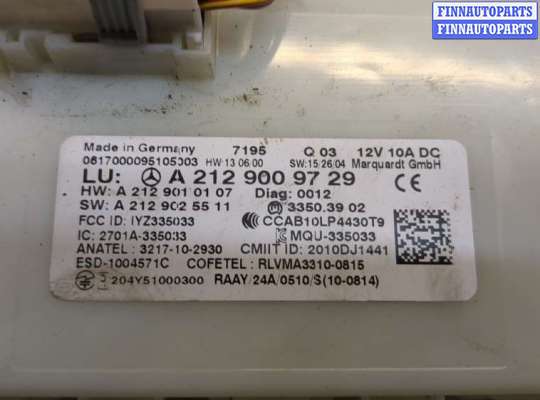 FINNAUTOPARTS
FINNAUTOPARTS
Made in Germany 7195 Q 03 12V 10A DC
0817000095105J03 HW:13 06:00 SW:15:26/04 Marquardt GmbH
LU: A 212 900 97 29
HW: A 212 901 01 07 Diag: 0012 CE
SW: A 212 902 55 11 3350.39 02
FCC ID: IYZ335033 CCAB10LP4430T9
IC: 2701A-335033 MQU-335033
ANATEL : 3217-10-2930 CMIIT ID: 2010DJ1441
ESD-1004571C COFETEL : RLVMA3310-0815
204Y51000300 RAAY/24A/0510/S(10-0814)